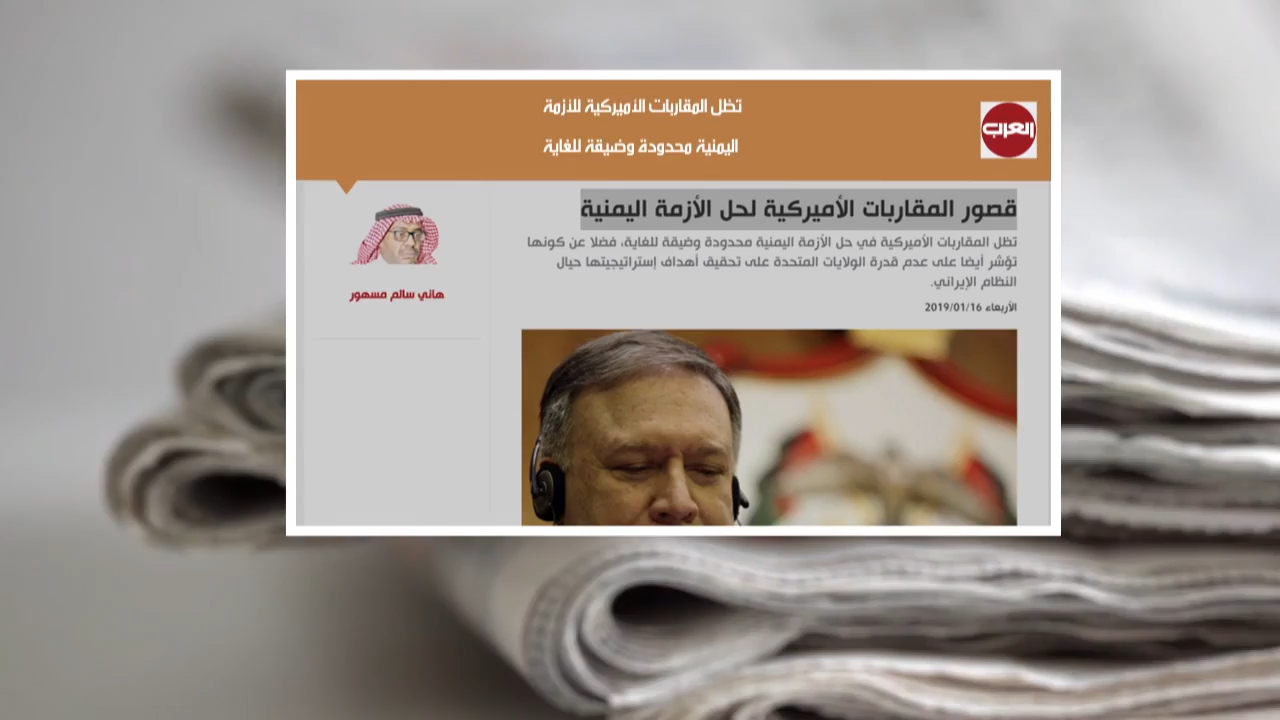 تظل المقاربات الأميركية للأزمة
اليمنية محدودة وضيقة للغاية
العرب
قصور المقاربات الأميركية لحل الأزمة اليمنية
تظل المقاربات الأميركية في حل الأزمة اليمنية محدودة وضيقة للغاية، فضلا عن كونها
تؤشر أيضا على عدم قدرة الولايات المتحدة على تحقيق أهداف إستراتيجيتها حيال
النظام الإيراني.
الأربعاء 2019/01/16
هاني سالم مسهور